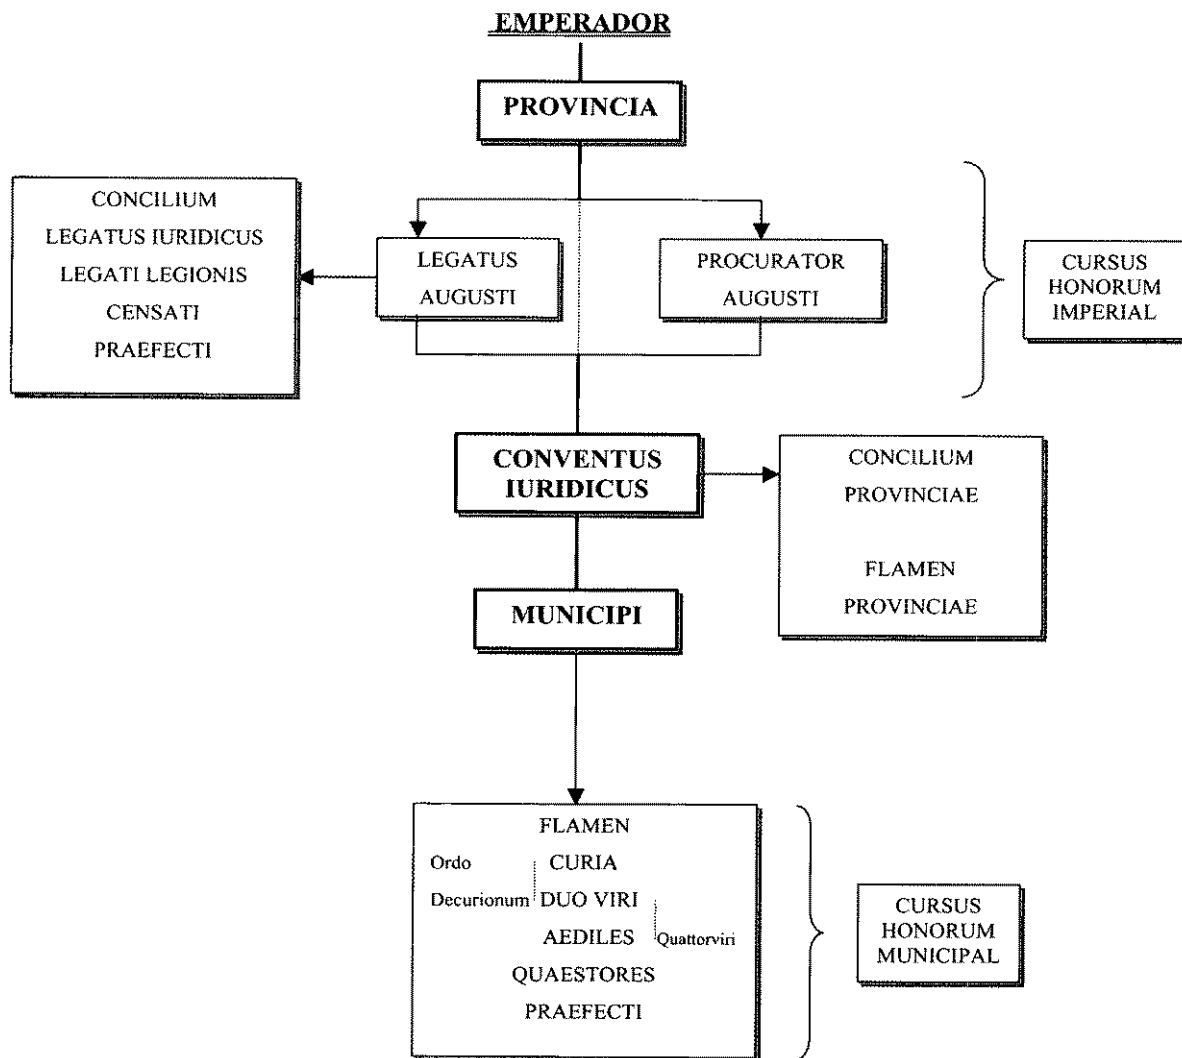 EMPERADOR
PROVINCIA
CONCILIUM
LEGATUS IURIDICUS
LEGATI LEGIONIS
CENSATI
PRAEFECTI
LEGATUS
AUGUSTI
PROCURATOR
AUGUSTI
CURSUS
HONORUM
IMPERIAL
CONVENTUS
IURIDICUS
CONCILIUM
PROVINCIAE
FLAMEN
PROVINCIAE
MUNICIPI
FLAMEN
Ordo CURIA
Decurionum DUO VIRI
AEDILES Quattorviri
QUAESTORES
PRAEFECTI
CURSUS
HONORUM
MUNICIPAL